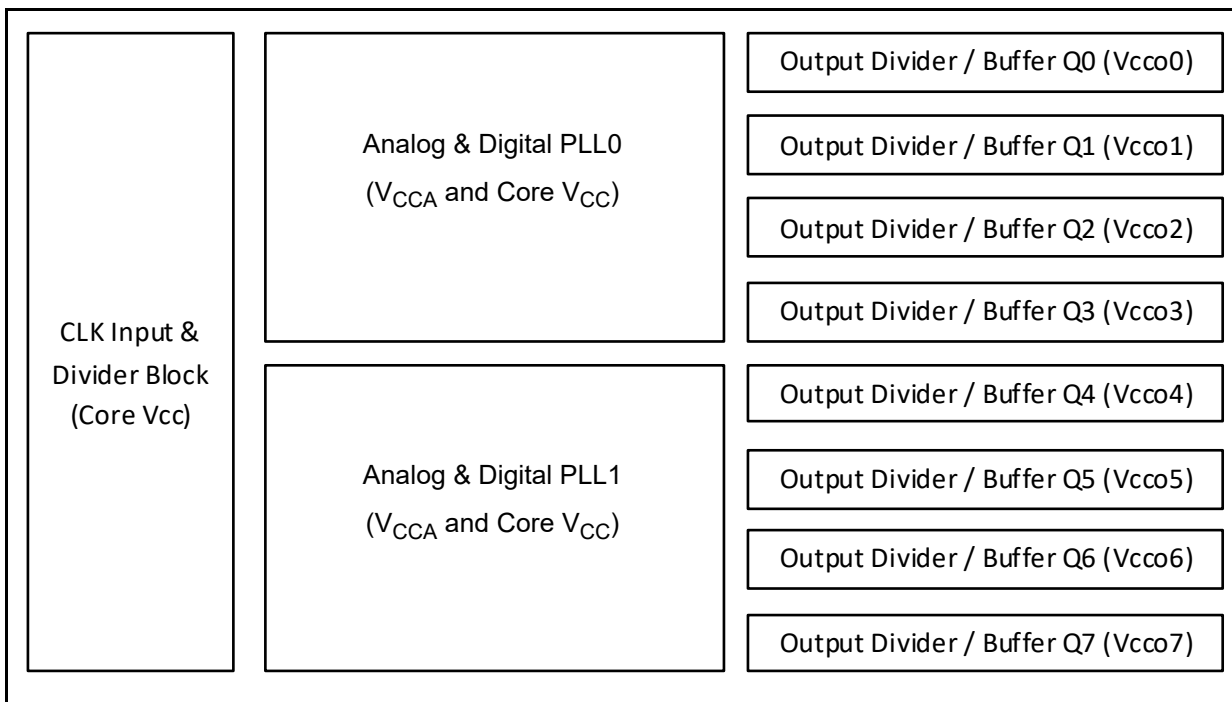 CLK Input &
Divider Block
(Core Vcc)
Analog & Digital PLL0
(VCCA and Core VCC)
Analog & Digital PLL1
(VCCA and Core VCC)
Output Divider / Buffer Q0 (Vcco0)
Output Divider / Buffer Q1 (Vcco1)
Output Divider / Buffer Q2 (Vcco2)
Output Divider / Buffer Q3 (Vcco3)
Output Divider / Buffer Q4 (Vcco4)
Output Divider / Buffer Q5 (Vcco5)
Output Divider / Buffer Q6 (Vcco6)
Output Divider / Buffer Q7 (Vcco7)